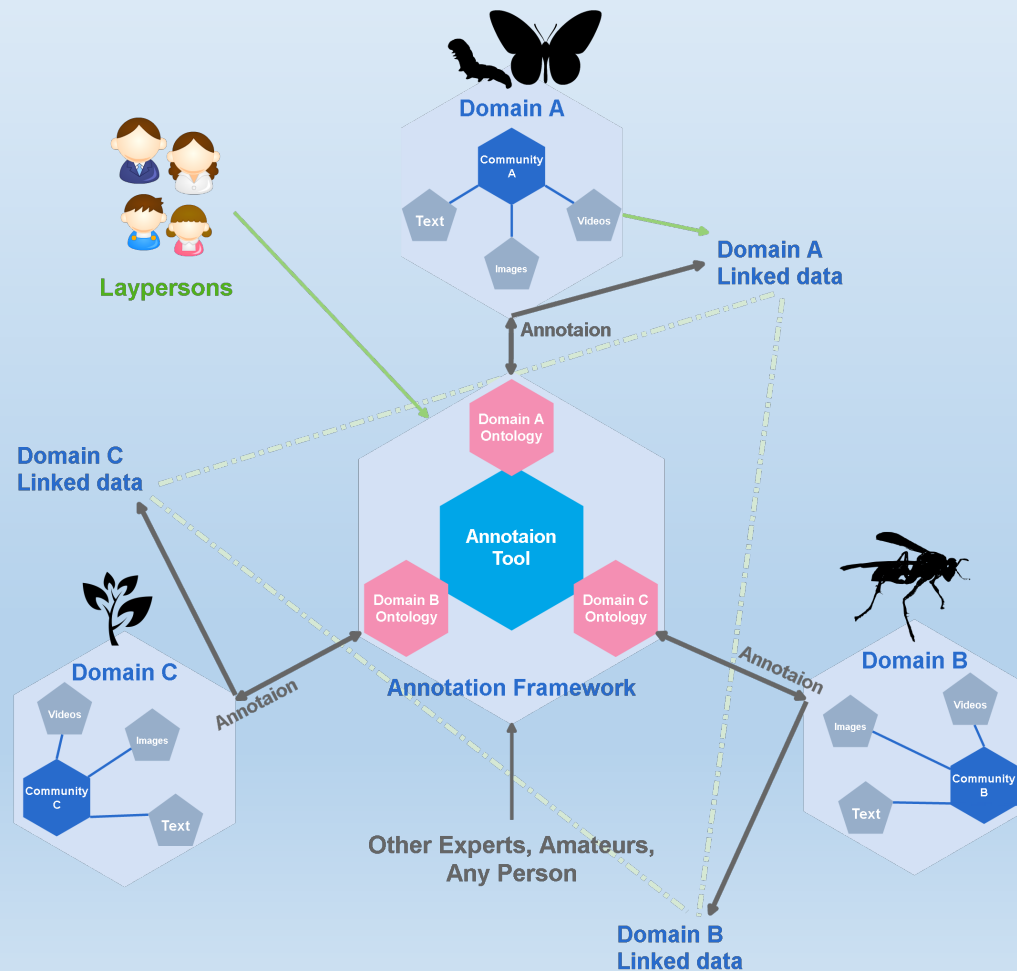 Domain A
Community
A
Text
Videos
Images
Laypersons
Domain A
Linked data
Annotaion
Domain A
Ontology
Domain C
Linked data
Annotaion
Tool
Domain B
Ontology
Domain C
Ontology
Domain C
Annotaion
Annotation Framework
Annotaion
Domain B
Videos
Images
Community
C
Text
Videos
Images
Community
B
Text
Other Experts, Amateurs,
Any Person
Domain B
Linked data